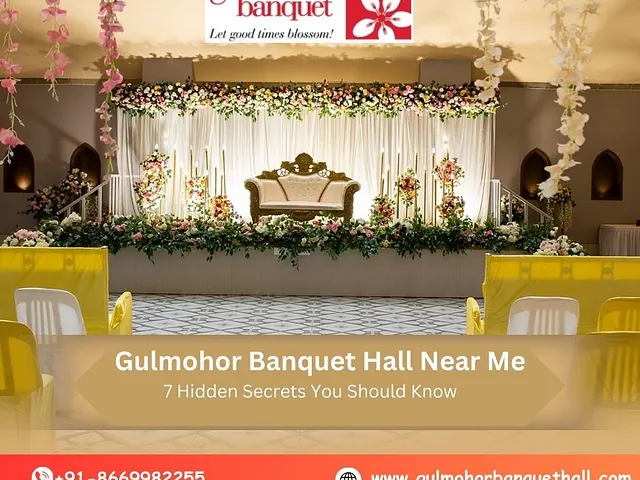 banquet
Let good times blossom!
Gulmohor Banquet Hall Near Me
7 Hidden Secrets You Should Know
+91-8669982255
www.gulmohorbanquethall.com